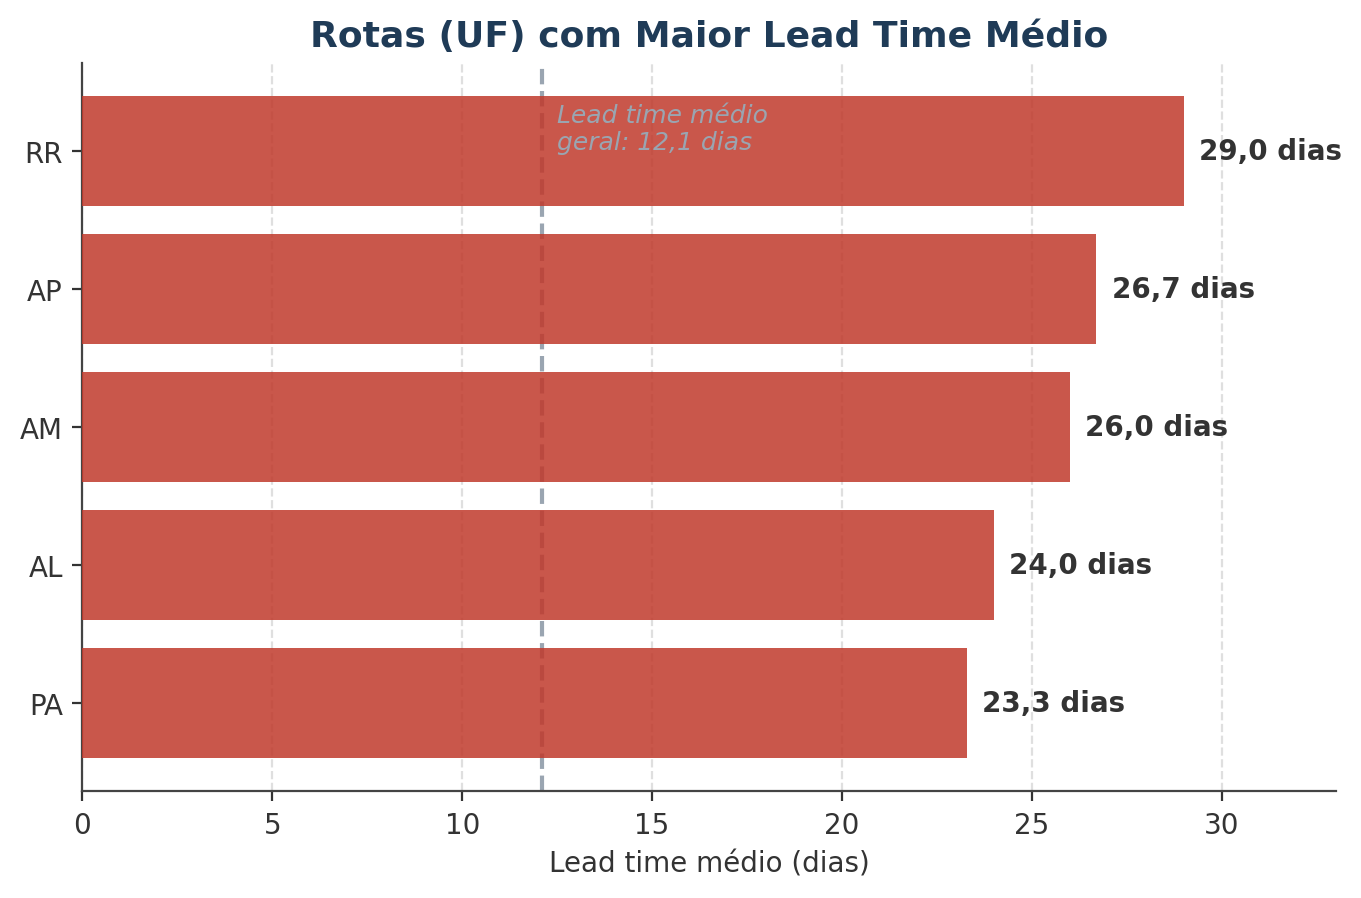 Rotas (UF) com Maior Lead Time Médio
Lead time médio
geral: 12,1 dias
RR
29,0 dias
AP
26,7 dias
AM
26,0 dias
AL
24,0 dias
PA
23,3 dias
0 5 10 15 20 25 30
Lead time médio (dias)